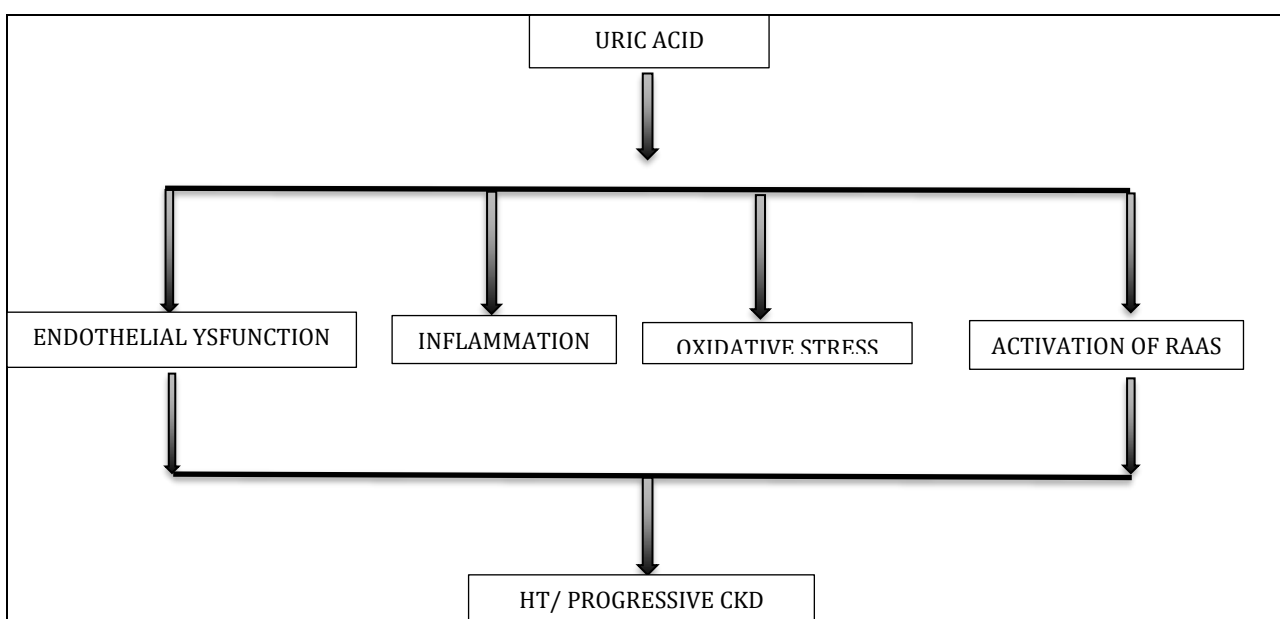 URIC ACID
ENDOTHELIAL YSFUNCTION
INFLAMMATION
OXIDATIVE STRESS
ACTIVATION OF RAAS
HT/ PROGRESSIVE CKD